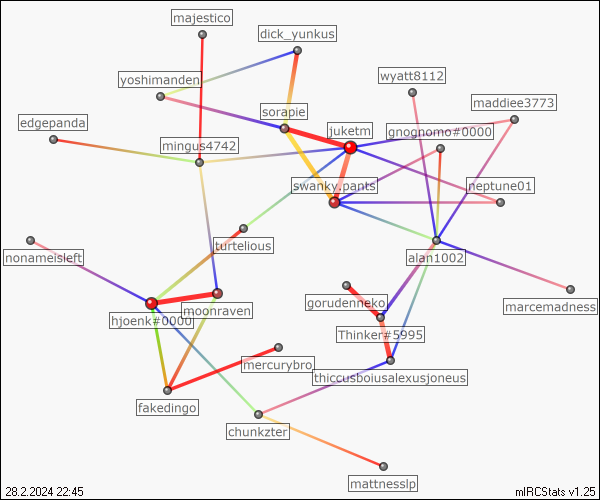 majestico
dick_yunkus
yoshimanden
wyatt8112
sorapie
maddiee3773
edgepanda
juketm
gnognomo#0000
mingus4742
swanky.pants
neptune01
turtelious
nonameisleft
alan1002
gorudenneko
marcemadness
moonraven
hjoenk#0000
Thinker#5995
mercurybro
thiccusboiusalexusjoneus
fakedingo
chunkzter
mattnesslp
28.2.2024 22:45
mIRCStats v1.25